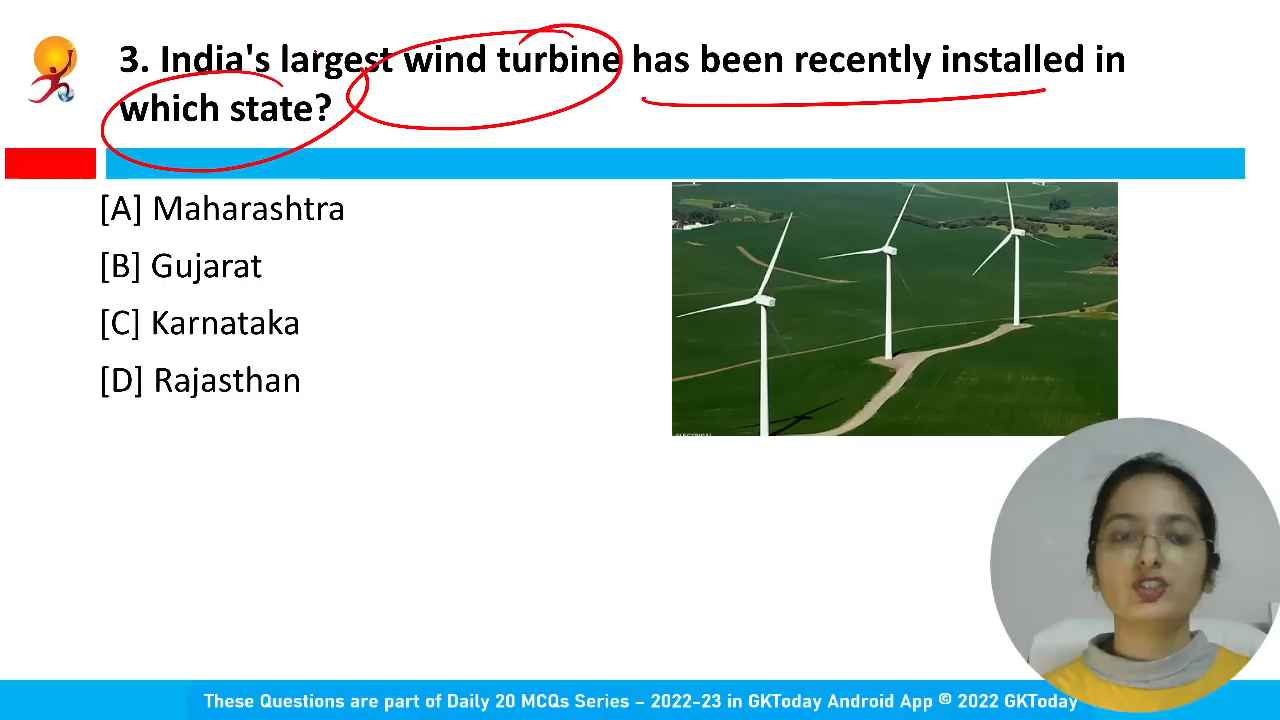 3. India's largest wind turbine has been recently installed in
which state?
[A] Maharashtra
[B] Gujarat
[C] Karnataka
[D] Rajasthan
ELECTRICAL
These Questions are part of Daily 20 MCQs Series – 2022-23 in GKToday Android App © 2022 GKToday